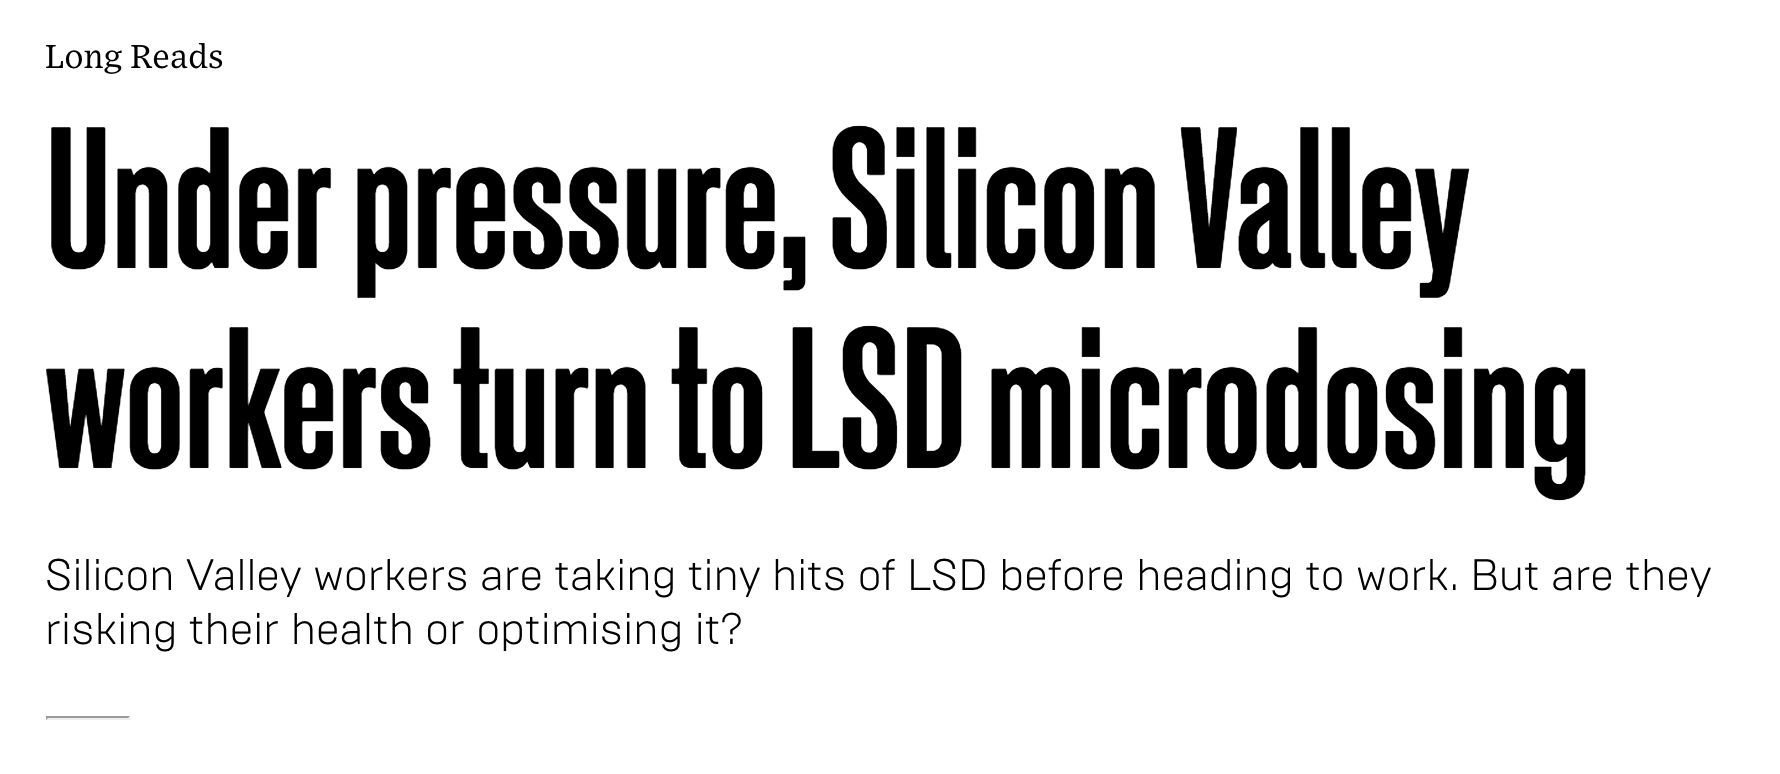 Long Reads
Under pressure, Silicon Valley
workers turn to LSD microdosing
Silicon Valley workers are taking tiny hits of LSD before heading to work. But are they
risking their health or optimising it?